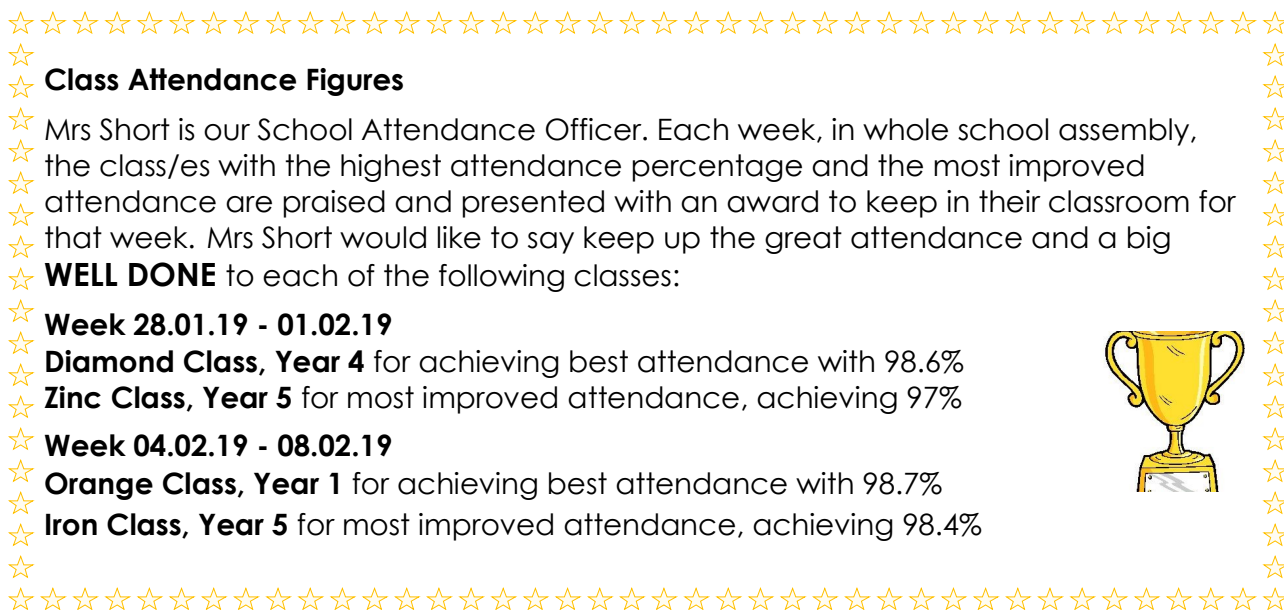 Class Attendance Figures
Mrs Short is our School Attendance Officer. Each week, in whole school assembly,
the class/es with the highest attendance percentage and the most improved
attendance are praised and presented with an award to keep in their classroom for
that week. Mrs Short would like to say keep up the great attendance and a big
WELL DONE to each of the following classes:
Week 28.01.19 - 01.02.19
Diamond Class, Year 4 for achieving best attendance with 98.6%
Zinc Class, Year 5 for most improved attendance, achieving 97%
Week 04.02.19 - 08.02.19
Orange Class, Year 1 for achieving best attendance with 98.7%
Iron Class, Year 5 for most improved attendance, achieving 98.4%